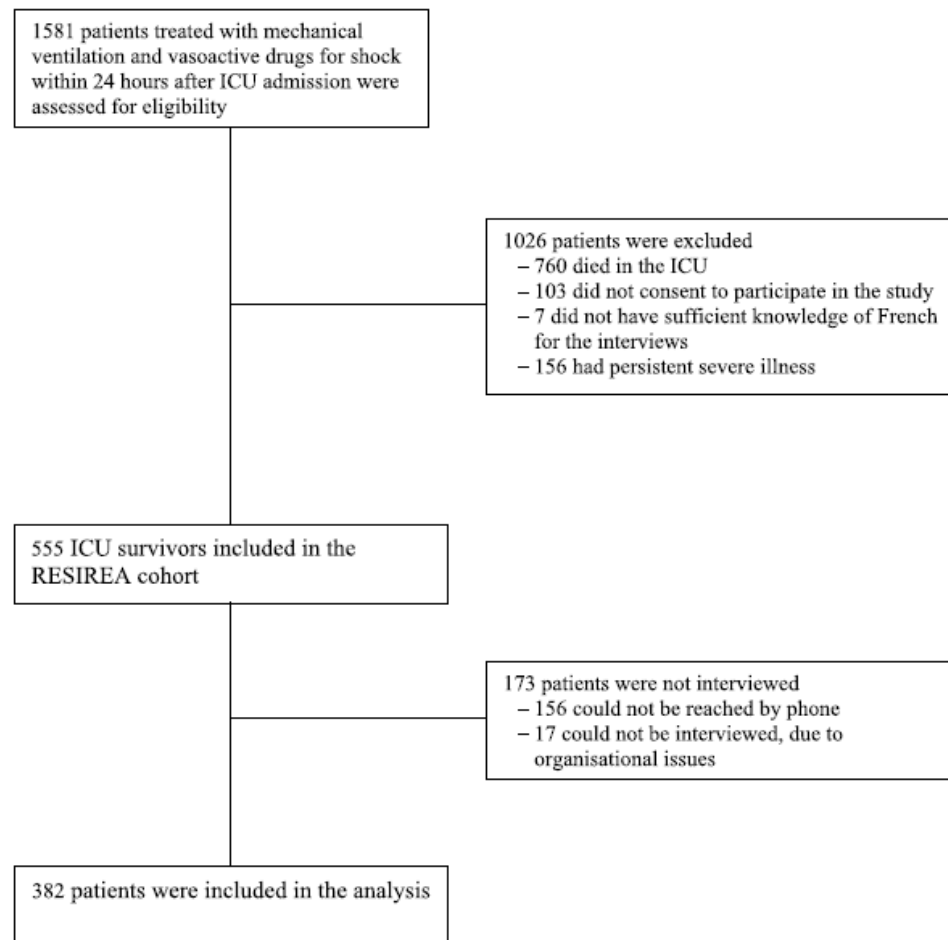 1581 patients treated with mechanical
ventilation and vasoactive drugs for shock
within 24 hours after ICU admission were
assessed for eligibility
1026 patients were excluded
– 760 died in the ICU
– 103 did not consent to participate in the study
– 7 did not have sufficient knowledge of French
for the interviews
– 156 had persistent severe illness
555 ICU survivors included in the
RESIREA cohort
173 patients were not interviewed
– 156 could not be reached by phone
– 17 could not be interviewed, due to
organisational issues
382 patients were included in the analysis